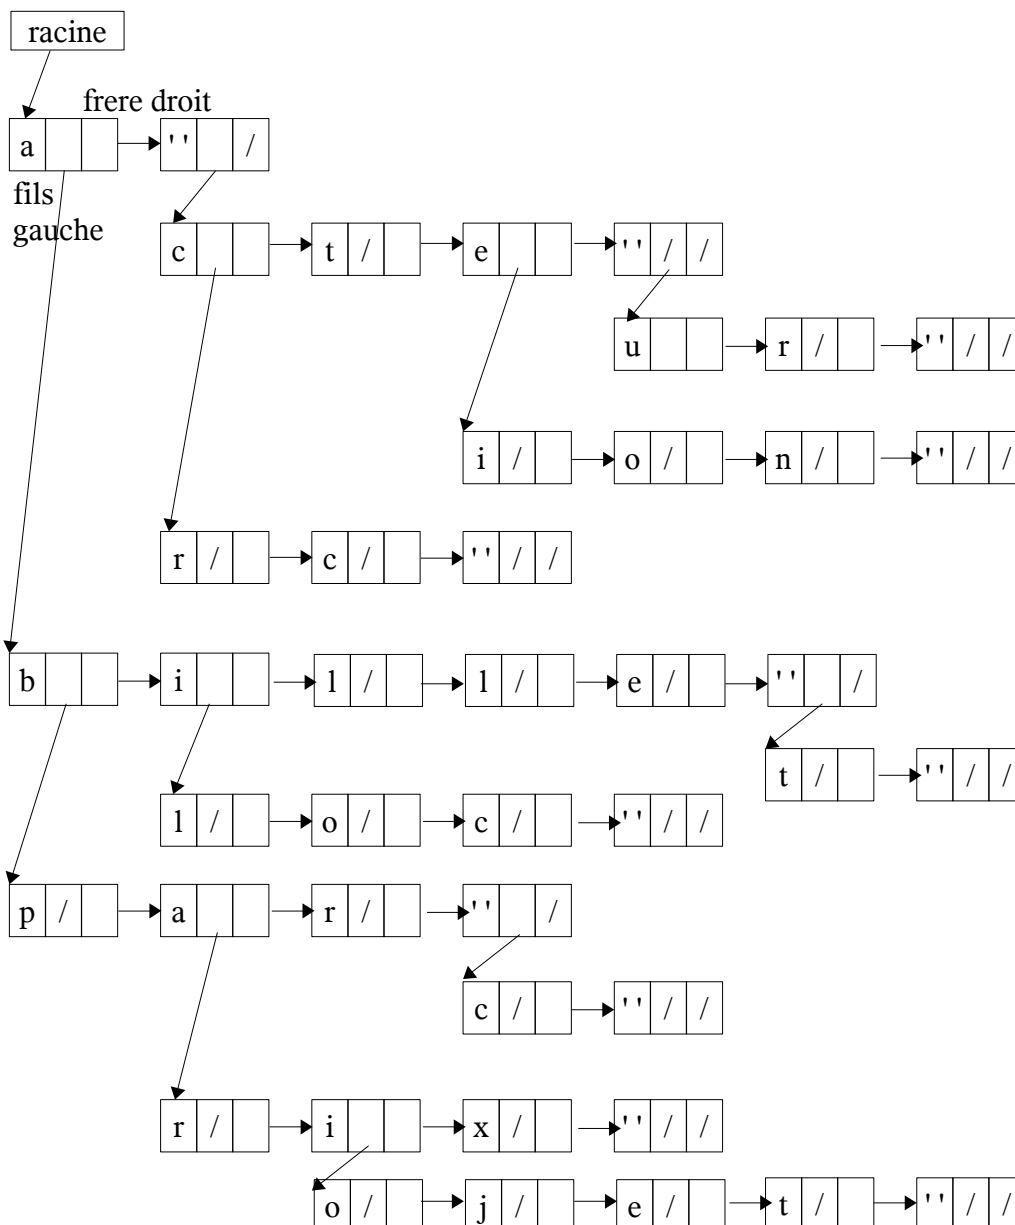 racine
frere droit
a ' ' /
fils
gauche
c t / e ' ' / /
u r / ' ' / /
i / o / n / ' ' / /
r / c / ' ' / /
b i l / l / e / ' ' /
t / ' ' / /
l / o / c / ' ' / /
p / a r / ' ' /
c / ' ' / /
r / i x / ' ' / /
o / j / e / t / ' ' / /